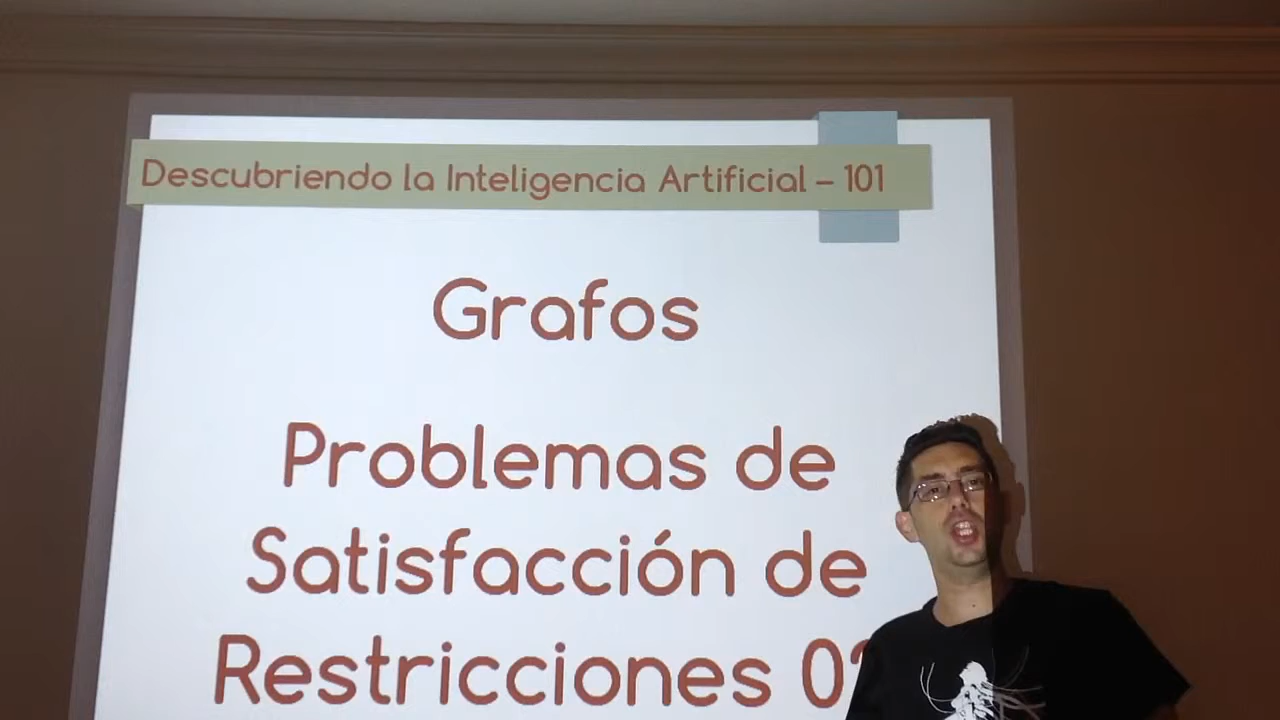 Descubriendo la Inteligencia Artificial – 101
Grafos
Problemas de
Satisfacción de
Restricciones